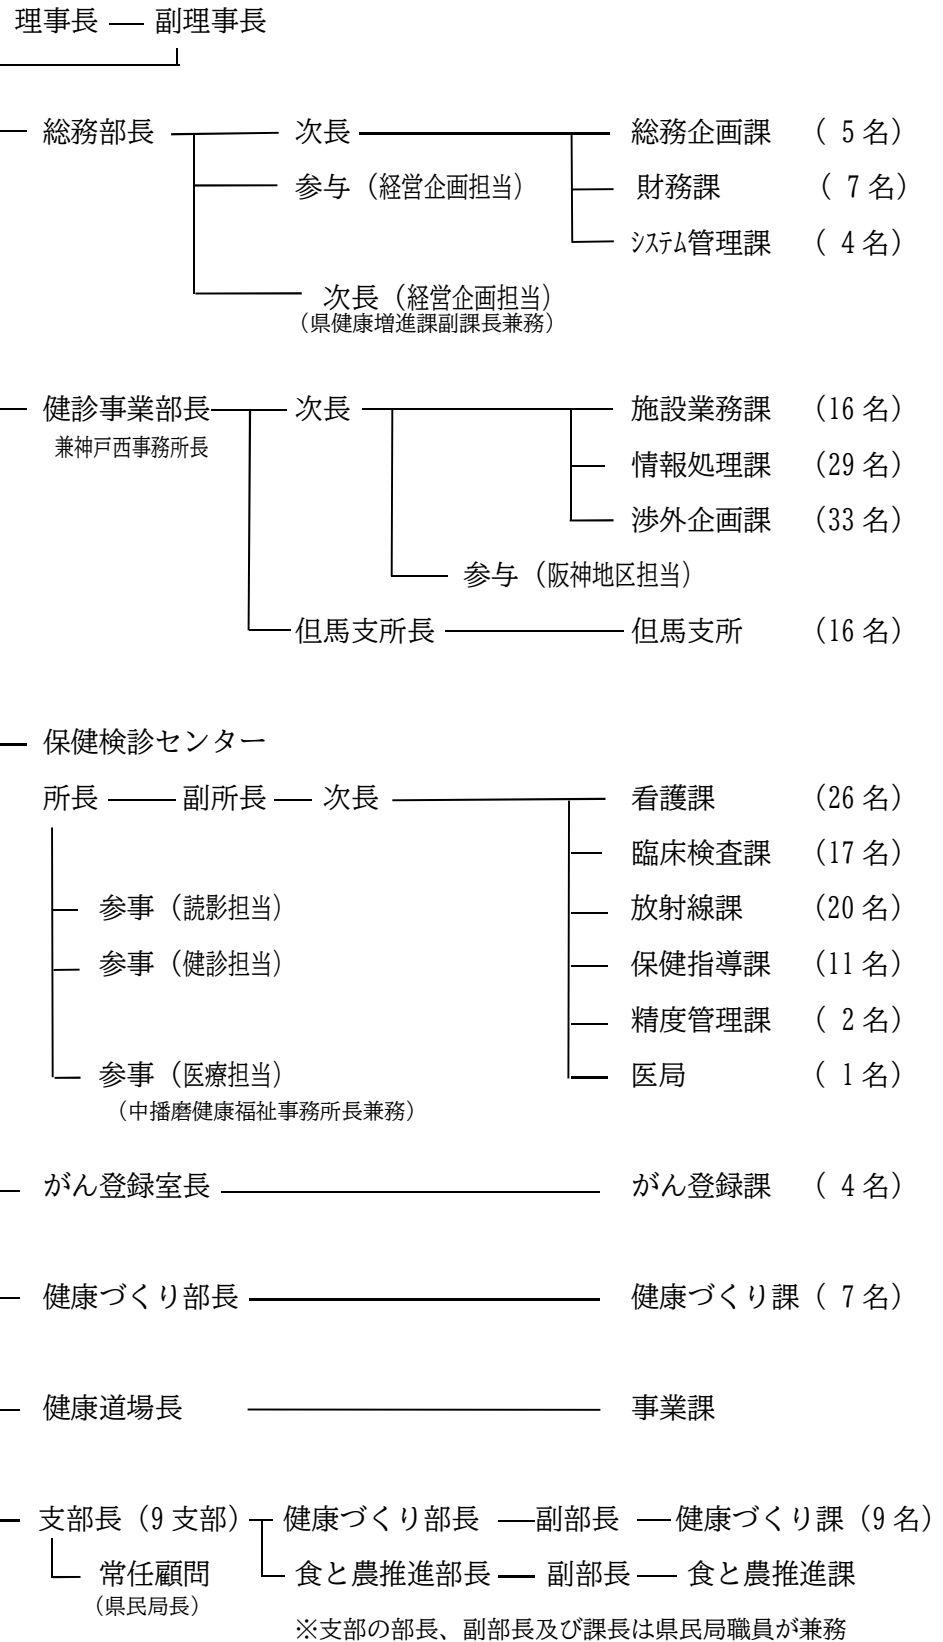 理事長 副理事長
総務部長 次長 総務企画課 （ 5名）
参与（経営企画担当） 財務課 （ 7名）
ｼｽﾃﾑ管理課 （ 4名）
次長（経営企画担当）
（県健康増進課副課長兼務）
健診事業部長 次長 施設業務課 （16名）
兼神戸西事務所長
情報処理課 （29名）
渉外企画課 （33名）
参与（阪神地区担当）
但馬支所長 但馬支所 （16名）
保健検診センター
所長 副所長 次長 看護課 （26名）
臨床検査課 （17名）
参事（読影担当） 放射線課 （20名）
参事（健診担当） 保健指導課 （11名）
精度管理課 （ 2名）
参事（医療担当） 医局 （ 1名）
（中播磨健康福祉事務所長兼務）
がん登録室長 がん登録課 （ 4名）
健康づくり部長 健康づくり課（ 7名）
健康道場長 事業課
支部長（9支部） 健康づくり部長 副部長 健康づくり課（9名）
常任顧問 食と農推進部長 副部長 食と農推進課
（県民局長）
※支部の部長、副部長及び課長は県民局職員が兼務